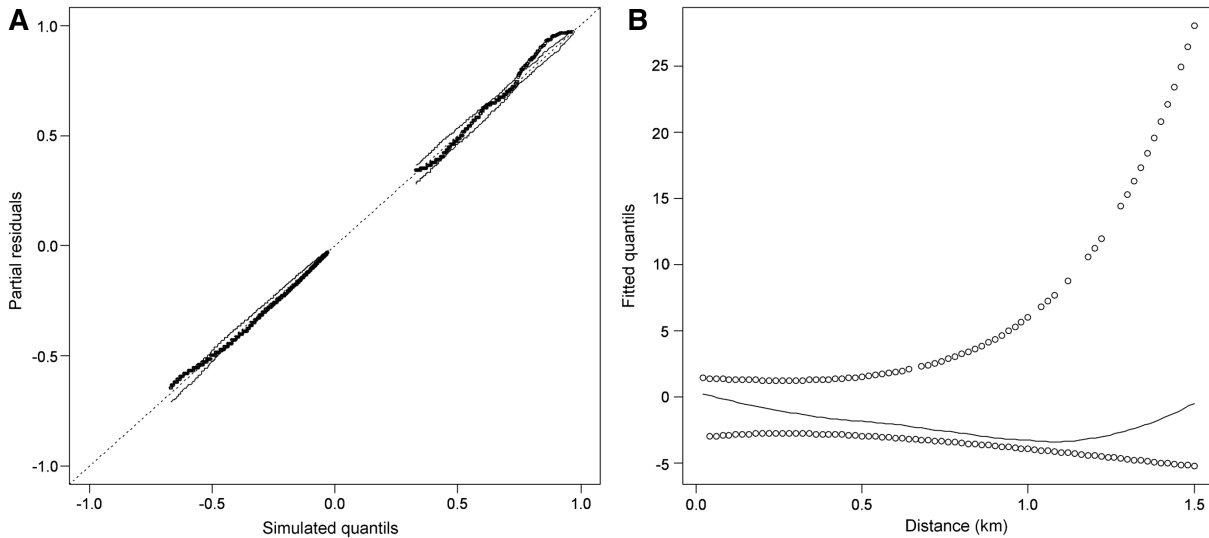 A
1.0
0.5
0.0
-0.5
-1.0
Partial residuals
-1.0 -0.5 0.0 0.5 1.0
Simulated quantils
B
25
20
15
10
5
0
-5
Fitted quantils
0.0 0.5 1.0 1.5
Distance (km)